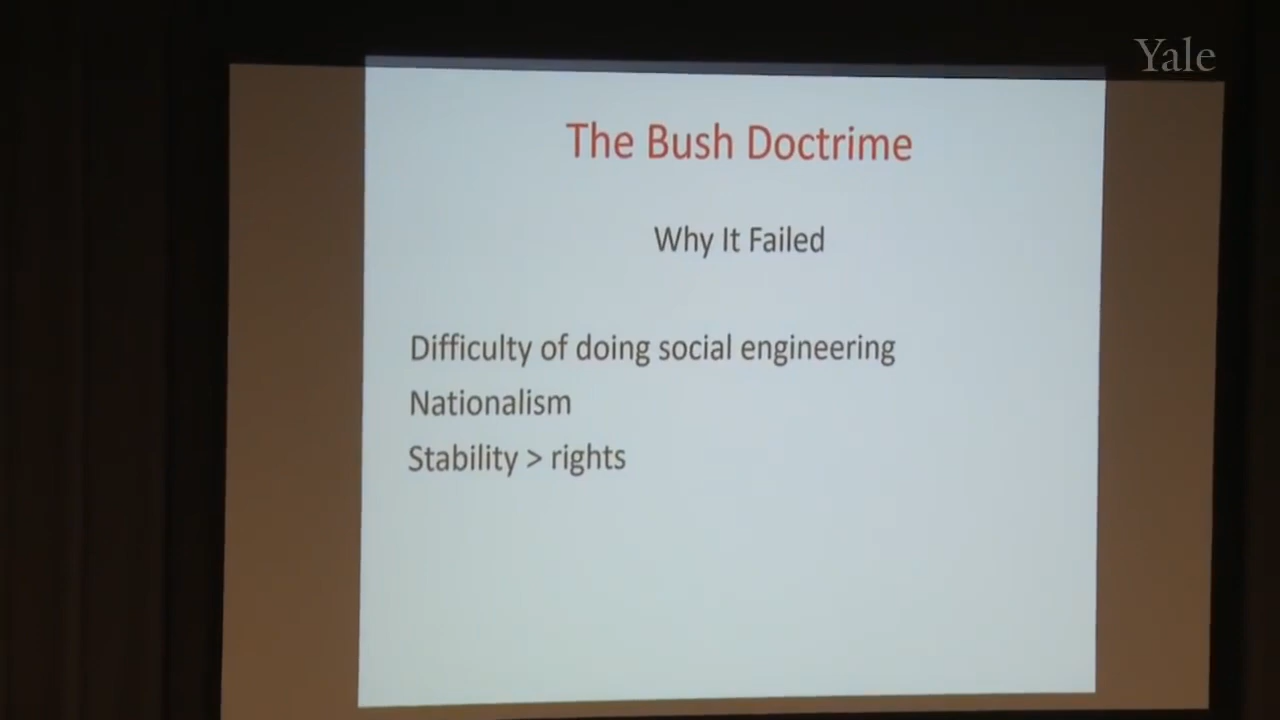 Yale
The Bush Doctrime
Why It Failed
Difficulty of doing social engineering
Nationalism
Stability > rights